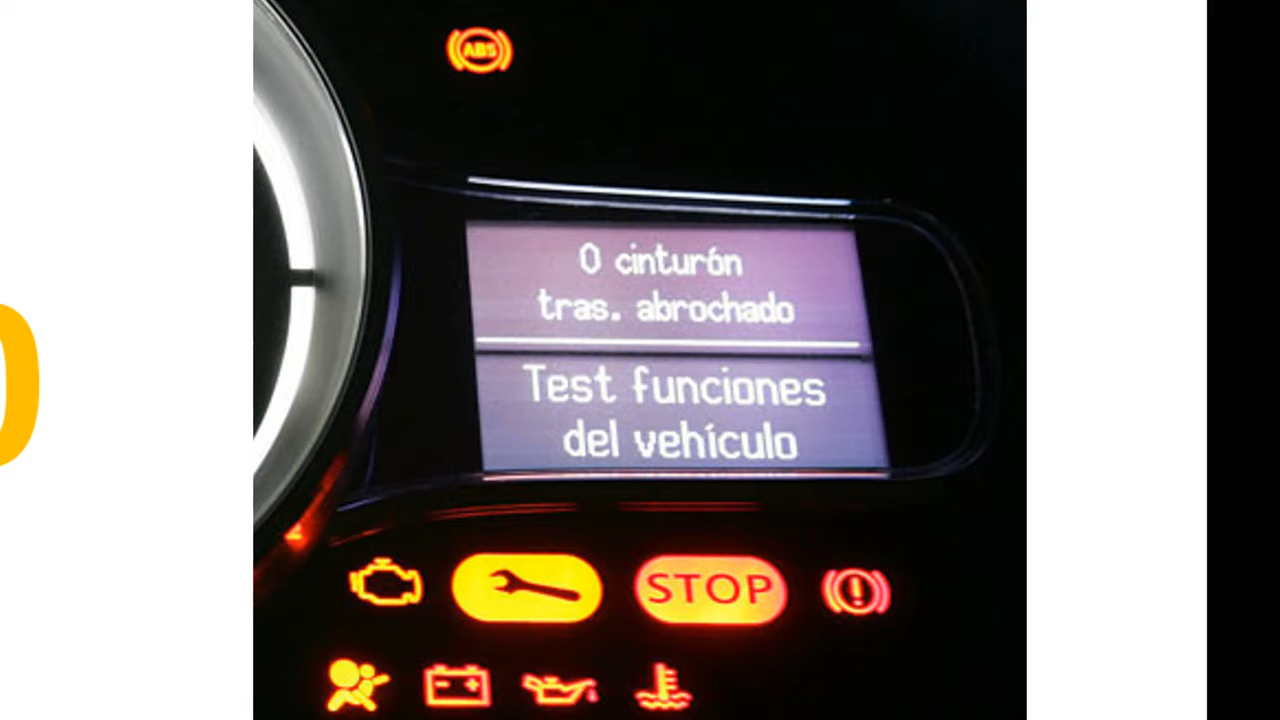 ABS
0 cinturón
tras. abrochado
Test funciones
del vehículo
STOP